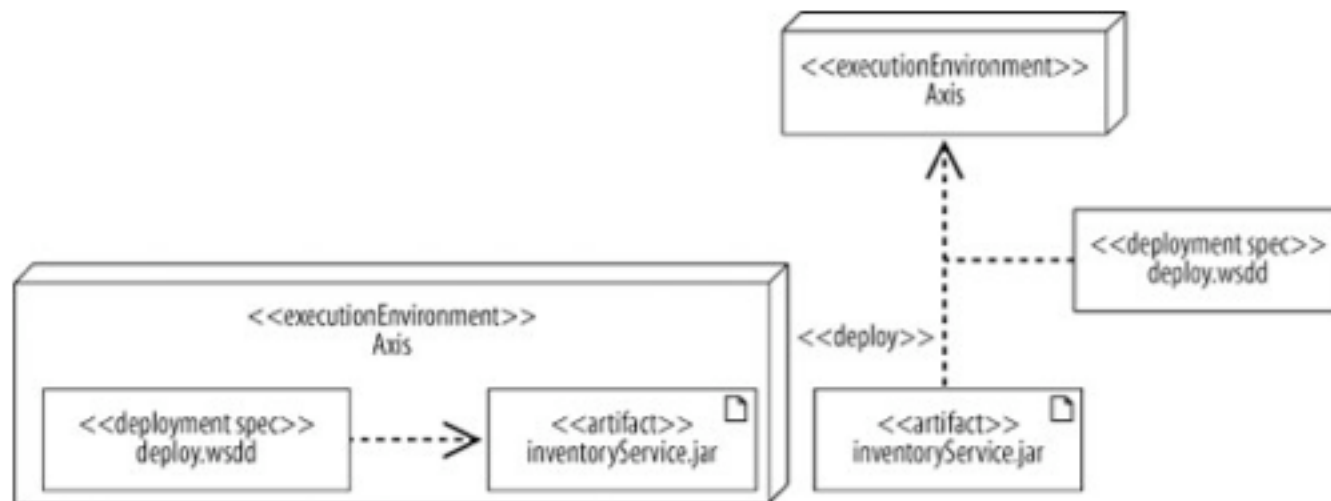 <<executionEnvironment>>
Axis
<<deployment spec>>
deploy.wsdd
<<executionEnvironment>>
Axis
<<deploy>>
<<deployment spec>>
deploy.wsdd
<<artifact>>
inventoryService.jar
<<artifact>>
inventoryService.jar